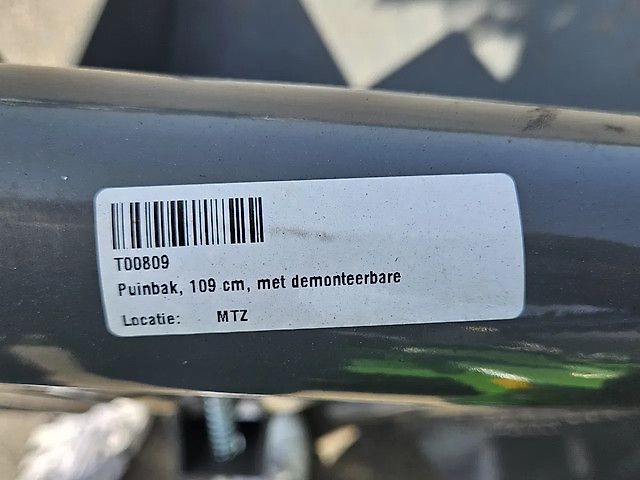 T00809
Puinbak, 109 cm, met demonteerbare
Locatie: MTZ